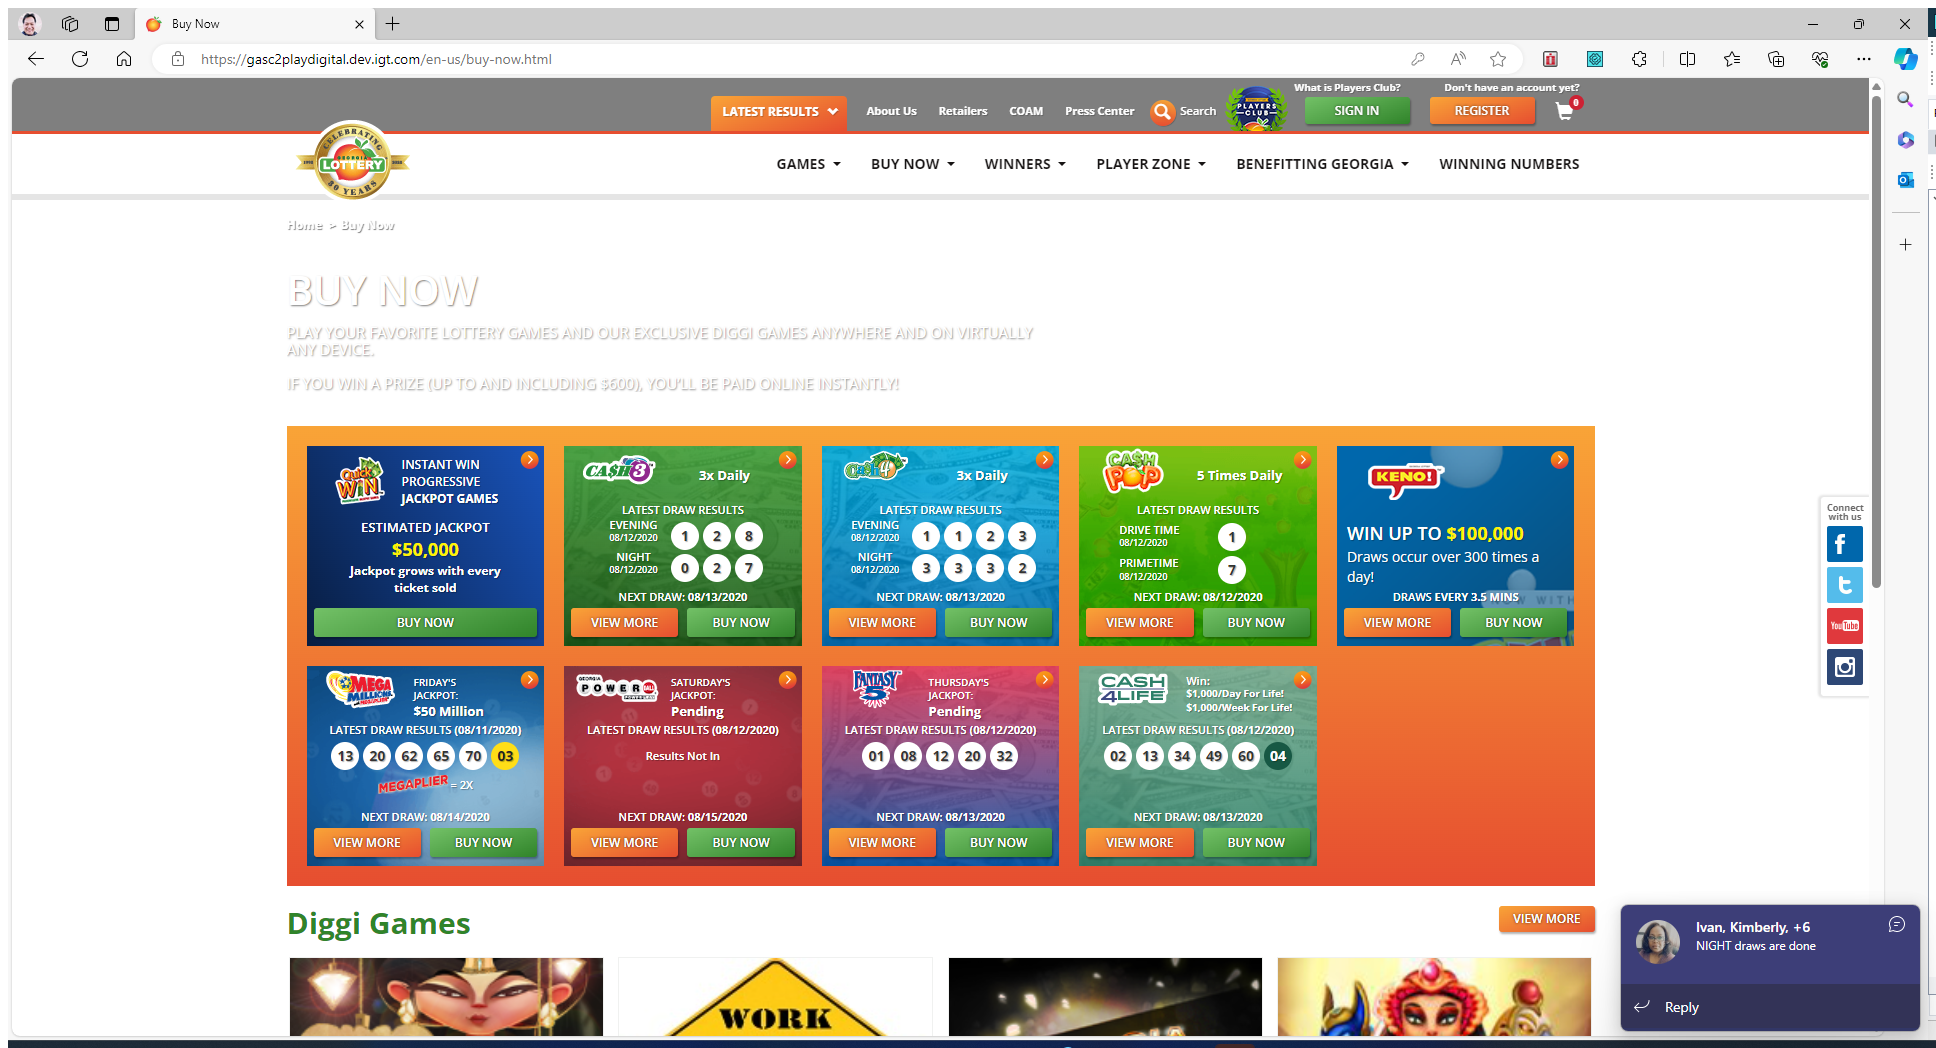 Buy Now
https://gasc2playdigital.dev.igt.com/en-us/buy-now.html
What is Players Club? Don't have an account yet?
LATEST RESULTS About Us Retailers COAM Press Center Search PLAYERS CLUB SIGN IN REGISTER 0
CELEBRATING
GEORGIA
LOTTERY
30 YEARS
GAMES BUY NOW WINNERS PLAYER ZONE BENEFITTING GEORGIA WINNING NUMBERS
Home > Buy Now
BUY NOW
PLAY YOUR FAVORITE LOTTERY GAMES AND OUR EXCLUSIVE DIGGI GAMES ANYWHERE AND ON VIRTUALLY
ANY DEVICE.
IF YOU WIN A PRIZE (UP TO AND INCLUDING $600), YOU'LL BE PAID ONLINE INSTANTLY!
QUICK WIN
INSTANT WIN
PROGRESSIVE
JACKPOT GAMES
ESTIMATED JACKPOT
$50,000
Jackpot grows with every
ticket sold
BUY NOW
CA$H 3
3x Daily
LATEST DRAW RESULTS
EVENING
08/12/2020
1 2 8
NIGHT
08/12/2020
0 2 7
NEXT DRAW: 08/13/2020
VIEW MORE BUY NOW
Cash 4
3x Daily
LATEST DRAW RESULTS
EVENING
08/12/2020
1 1 2 3
NIGHT
08/12/2020
3 3 3 2
NEXT DRAW: 08/13/2020
VIEW MORE BUY NOW
CA$H
POP
5 Times Daily
LATEST DRAW RESULTS
DRIVE TIME
08/12/2020
1
PRIMETIME
08/12/2020
7
NEXT DRAW: 08/12/2020
VIEW MORE BUY NOW
KENO!
WIN UP TO $100,000
Draws occur over 300 times a
day!
DRAWS EVERY 3.5 MINS
VIEW MORE BUY NOW
MEGA
MILLIONS
FRIDAY'S
JACKPOT:
$50 Million
LATEST DRAW RESULTS (08/11/2020)
13 20 62 65 70 03
MEGAPLIER = 2X
NEXT DRAW: 08/14/2020
VIEW MORE BUY NOW
GEORGIA
POWERBALL
SATURDAY'S
JACKPOT:
Pending
LATEST DRAW RESULTS (08/12/2020)
Results Not In
NEXT DRAW: 08/15/2020
VIEW MORE BUY NOW
FANTASY
5
THURSDAY'S
JACKPOT:
Pending
LATEST DRAW RESULTS (08/12/2020)
01 08 12 20 32
NEXT DRAW: 08/13/2020
VIEW MORE BUY NOW
CASH
4LIFE
Win:
$1,000/Day For Life!
$1,000/Week For Life!
LATEST DRAW RESULTS (08/12/2020)
02 13 34 49 60 04
NEXT DRAW: 08/13/2020
VIEW MORE BUY NOW
Connect
with us
YouTube
Diggi Games
VIEW MORE
WORK
Ivan, Kimberly, +6
NIGHT draws are done
Reply